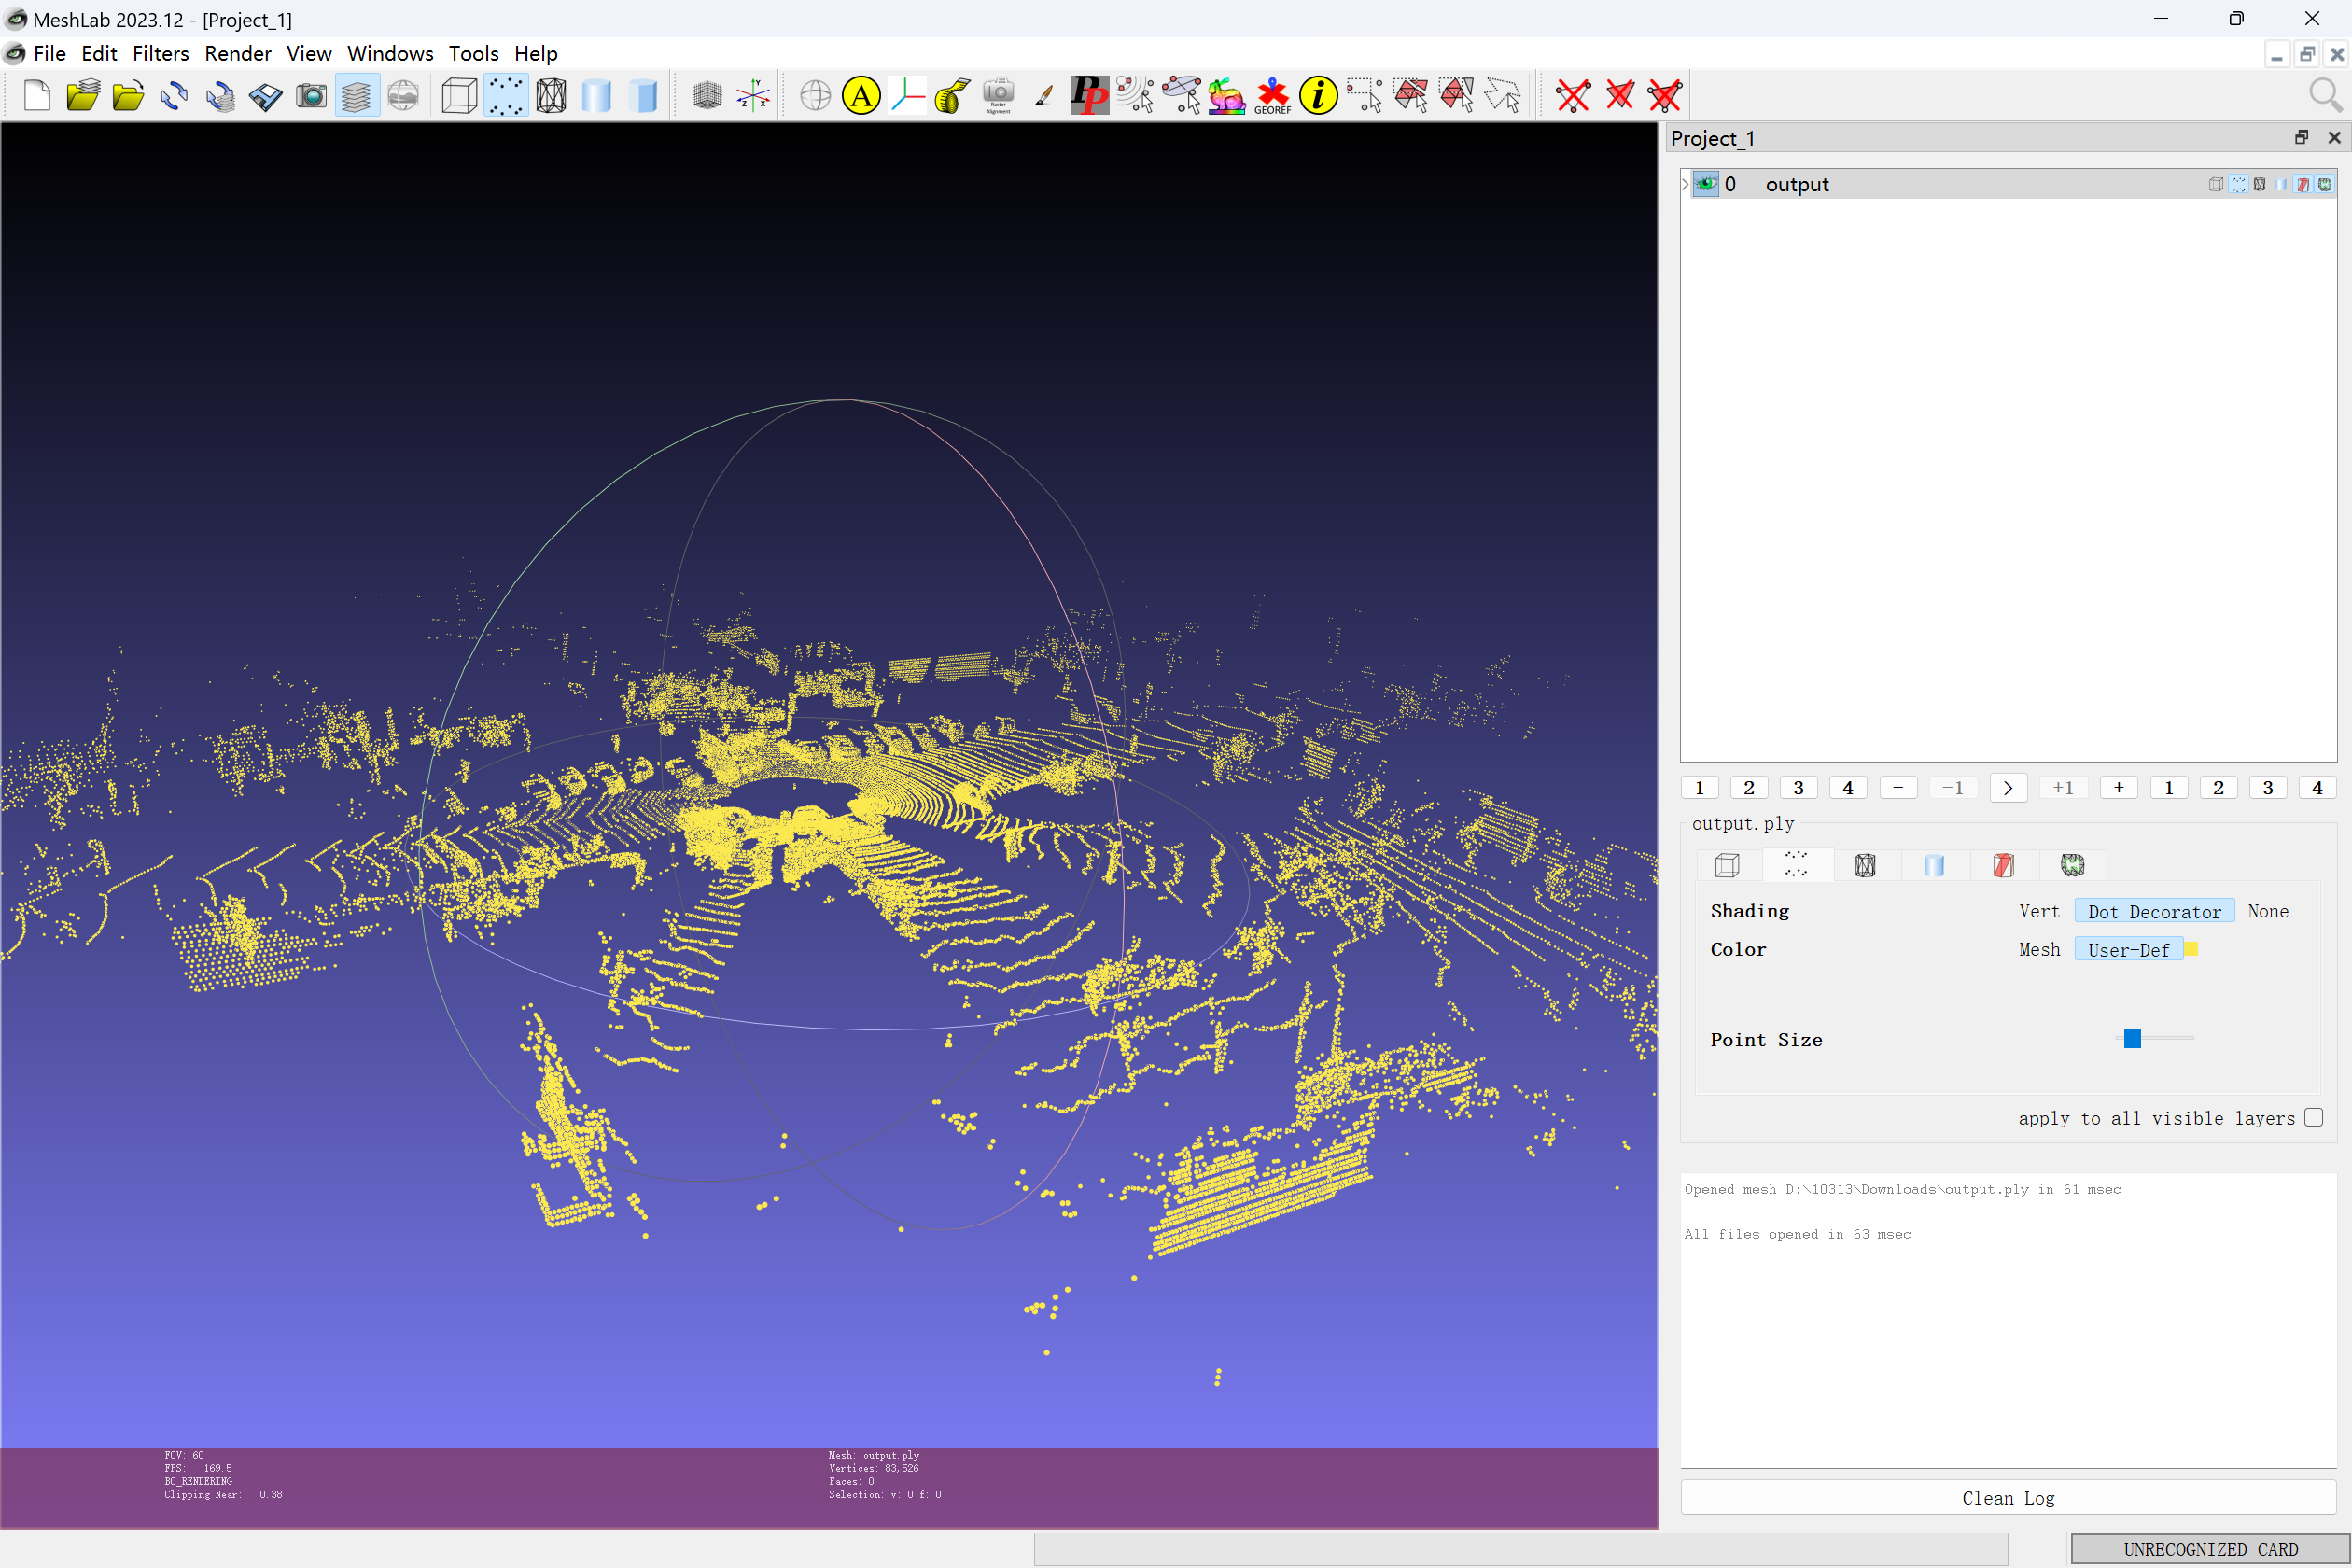 MeshLab 2023.12 - [Project_1]
File Edit Filters Render View Windows Tools Help
A
Y
Z X
Raster
Alignment
PP
GEOREF
i
Project_1
0 output
1 2 3 4 - -1 > +1 + 1 2 3 4
output.ply
Shading Vert Dot Decorator None
Color Mesh User-Def
Point Size
apply to all visible layers
Opened mesh D:\10313\Downloads\output.ply in 61 msec
All files opened in 63 msec
FOV: 60
FPS: 169.5
BO_RENDERING
Clipping Near: 0.38
Mesh: output.ply
Vertices: 83,526
Faces: 0
Selection: v: 0 f: 0
Clean Log
UNRECOGNIZED CARD